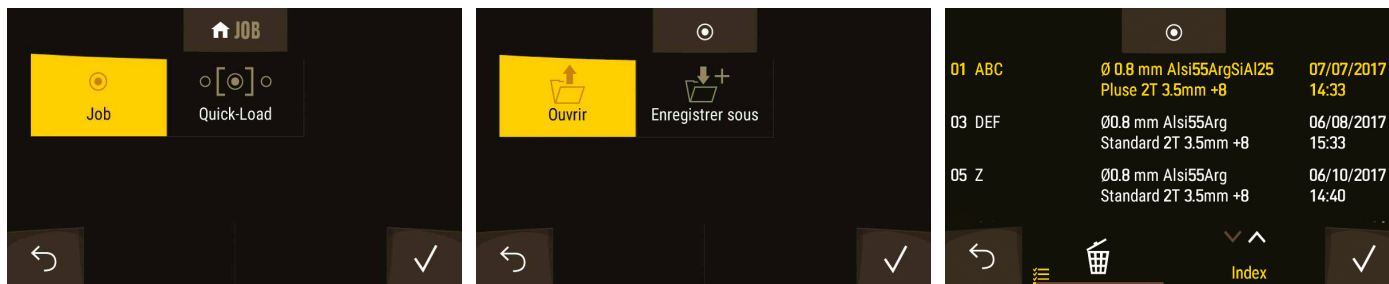 JOB
Job
Quick-Load
Ouvrir
Enregistrer sous
01 ABC Ø 0.8 mm Alsi55ArgSiAl25 07/07/2017
Pluse 2T 3.5mm +8 14:33
03 DEF Ø0.8 mm Alsi55Arg 06/08/2017
Standard 2T 3.5mm +8 15:33
05 Z Ø0.8 mm Alsi55Arg 06/10/2017
Standard 2T 3.5mm +8 14:40
Index